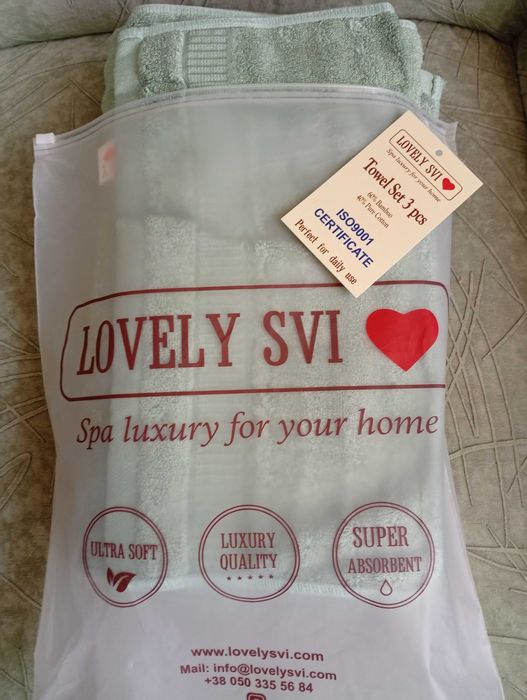 LOVELY SVI
Spa luxury for your home
Towel Set 3 pcs
60% Bamboo
40% Pure Cotton
ISO9001
CERTIFICATE
Perfect for daily use
LOVELY SVI
Spa luxury for your home
ULTRA SOFT
LUXURY
QUALITY
SUPER
ABSORBENT
www.lovelysvi.com
Mail: info@lovelysvi.com
+38 050 335 56 84